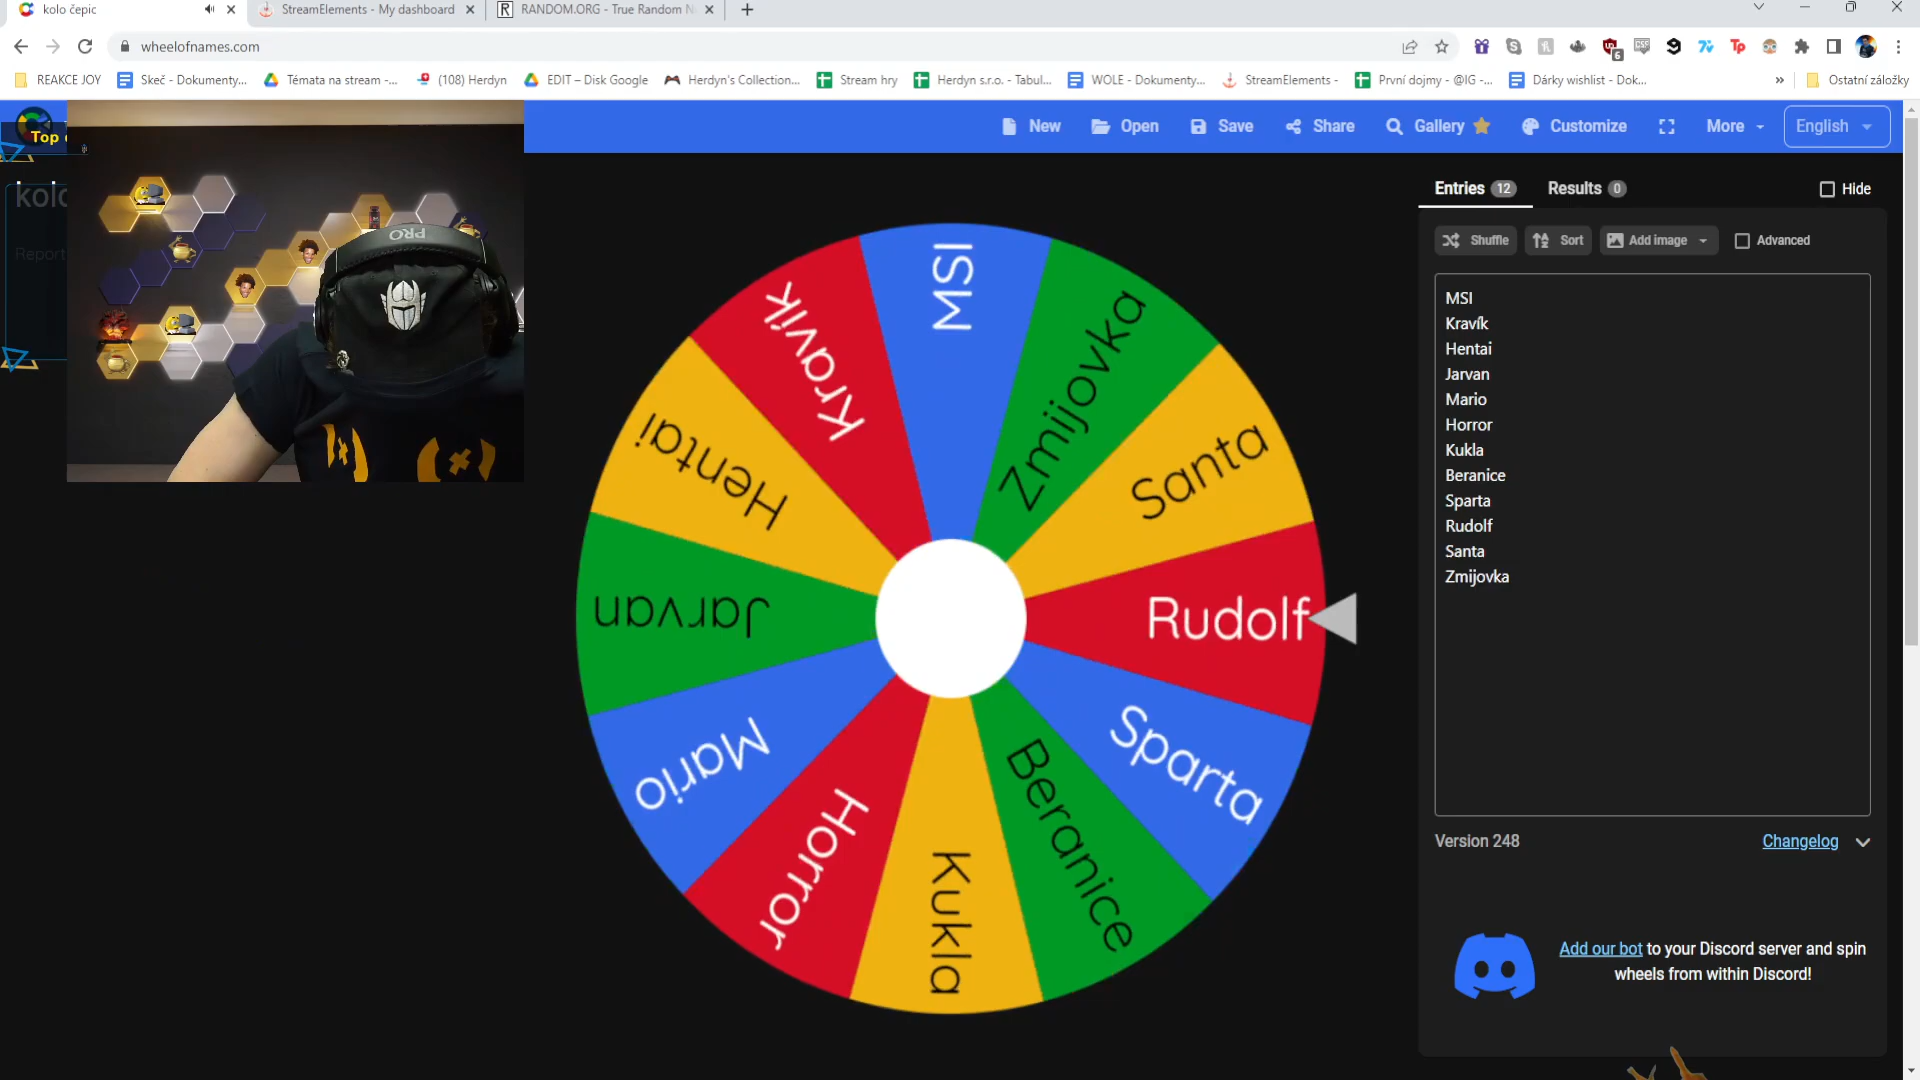 kolo čepic
StreamElements - My dashboard
RANDOM.ORG - True Random N
wheelofnames.com
REAKCE JOY
Skeč - Dokumenty...
Témata na stream -...
(108) Herdyn
EDIT – Disk Google
Herdyn's Collection...
Stream hry
Herdyn s.r.o. - Tabul...
WOLE - Dokumenty...
StreamElements -
První dojmy - @IG -...
Dárky wishlist - Dok...
Ostatní záložky
Top
New
Open
Save
Share
Gallery
Customize
More
English
kolo
Report
PRO
Entries 12
Results 0
Hide
Shuffle
Sort
Add image
Advanced
MSI
Kravík
Hentai
Jarvan
Mario
Horror
Kukla
Beranice
Sparta
Rudolf
Santa
Zmijovka
MSI
Zmijovka
Santa
Rudolf
Sparta
Beranice
Kukla
Horror
Mario
Jarvan
Hentai
Kravík
Version 248
Changelog
Add our bot to your Discord server and spin
wheels from within Discord!